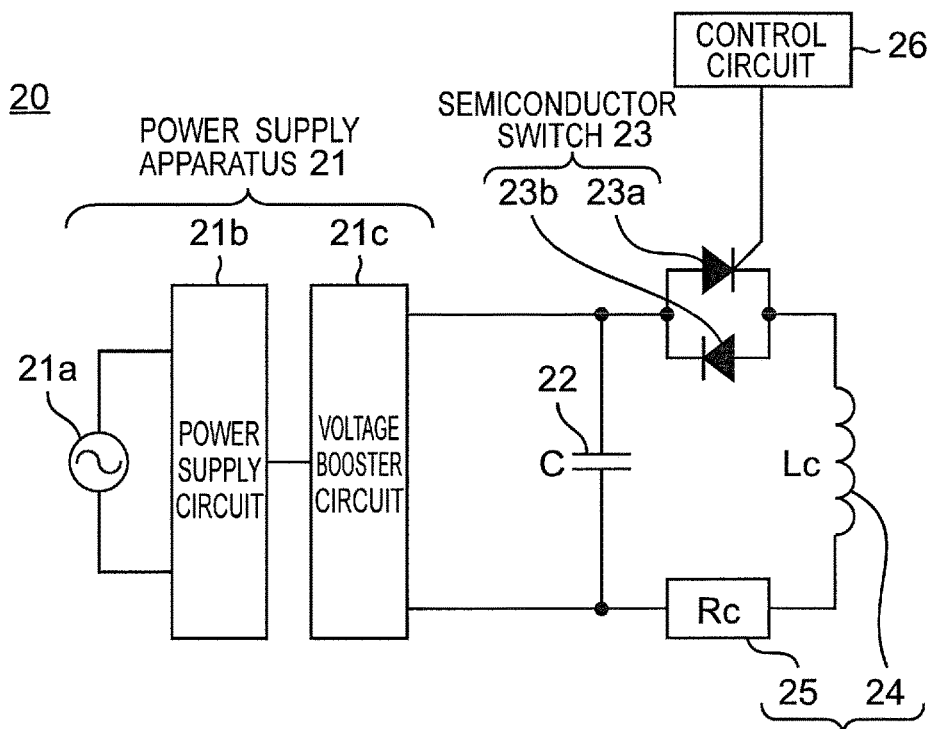 CONTROL
CIRCUIT
26
20
SEMICONDUCTOR
SWITCH 23
POWER SUPPLY
APPARATUS 21
23b
23a
21b
21c
21a
22
POWER
SUPPLY
CIRCUIT
VOLTAGE
BOOSTER
CIRCUIT
C
Lc
Rc
25
24